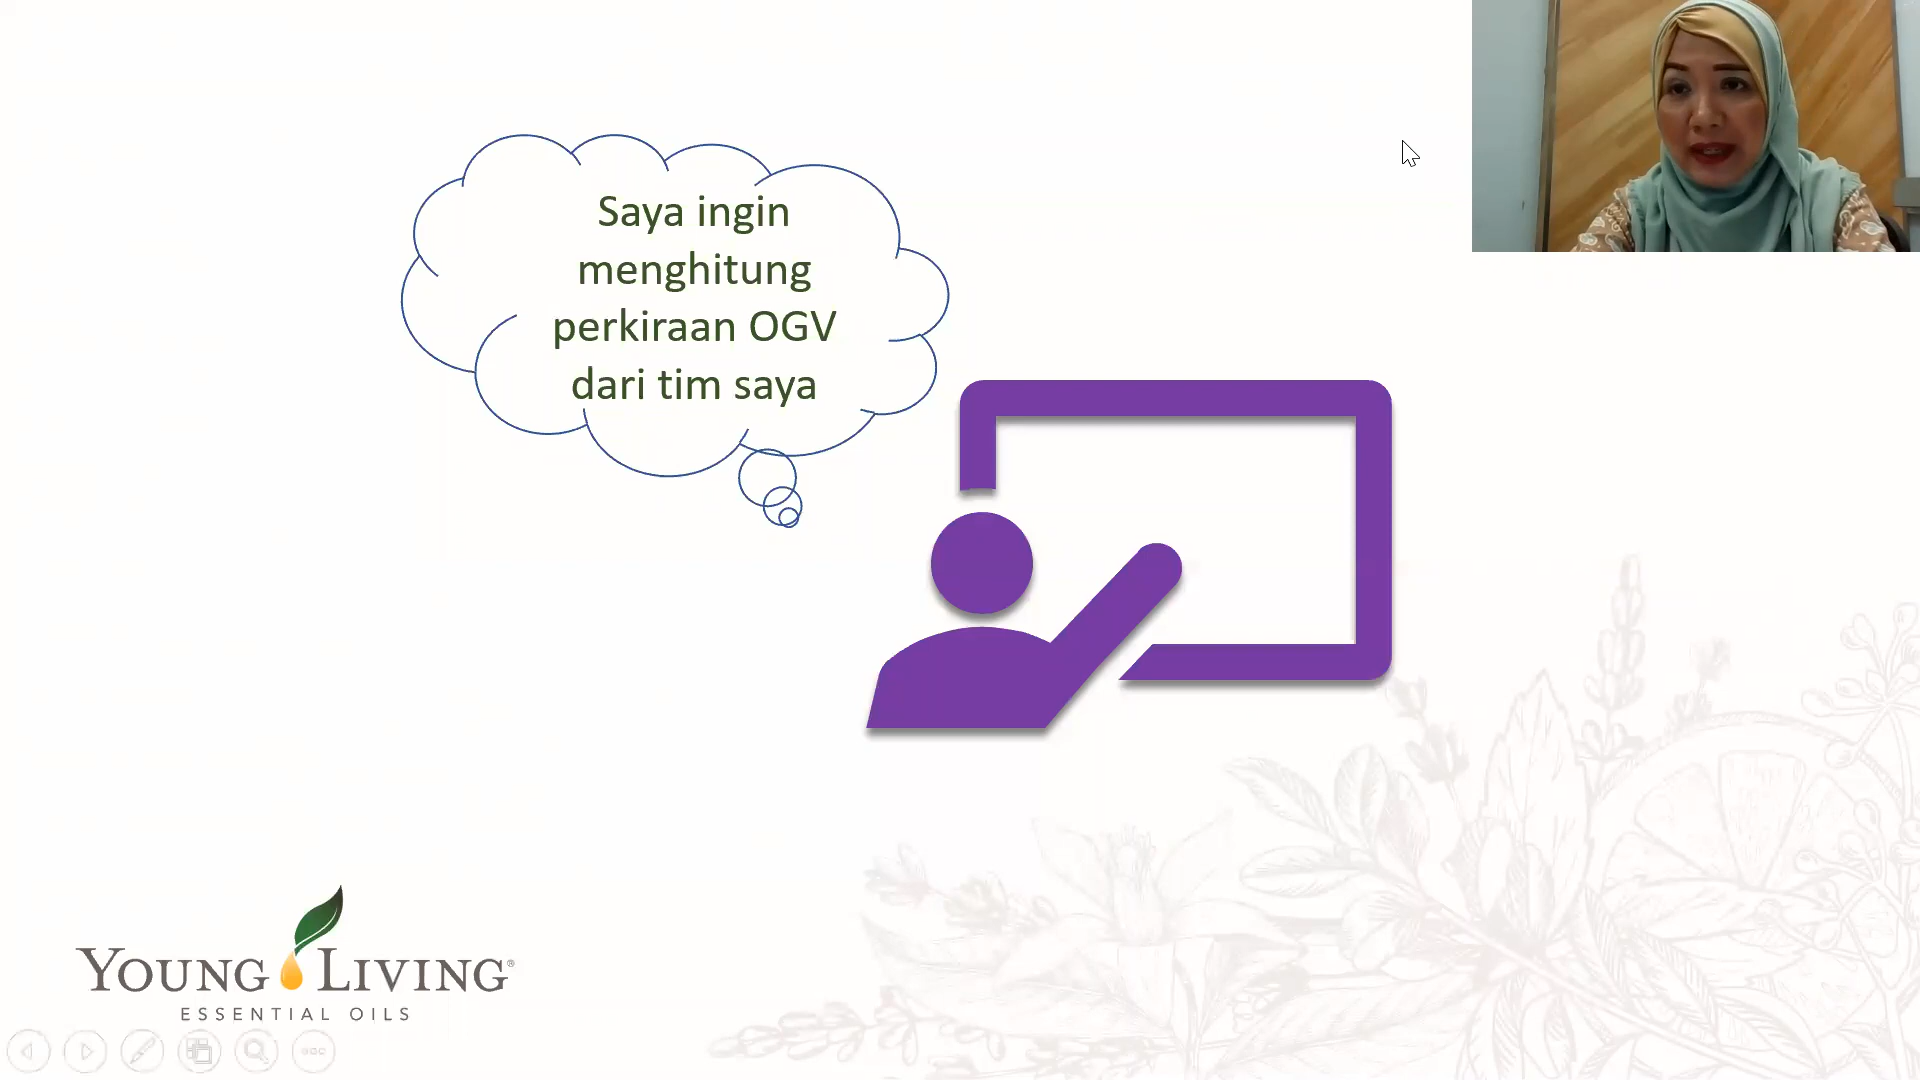 Saya ingin
menghitung
perkiraan OGV
dari tim saya
YOUNG LIVING®
ESSENTIAL OILS